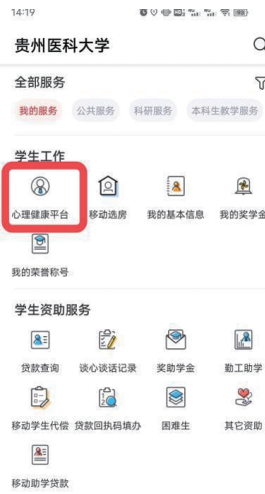 14:19
贵州医科大学
全部服务
我的服务 公共服务 科研服务 本科生教学服务
学生工作
心理健康平台 移动选房 我的基本信息 我的奖学金
我的荣誉称号
学生资助服务
贷款查询 谈心谈话记录 奖助学金 勤工助学
移动学生代偿 贷款回执码填办 困难生 其它资助
移动助学贷款